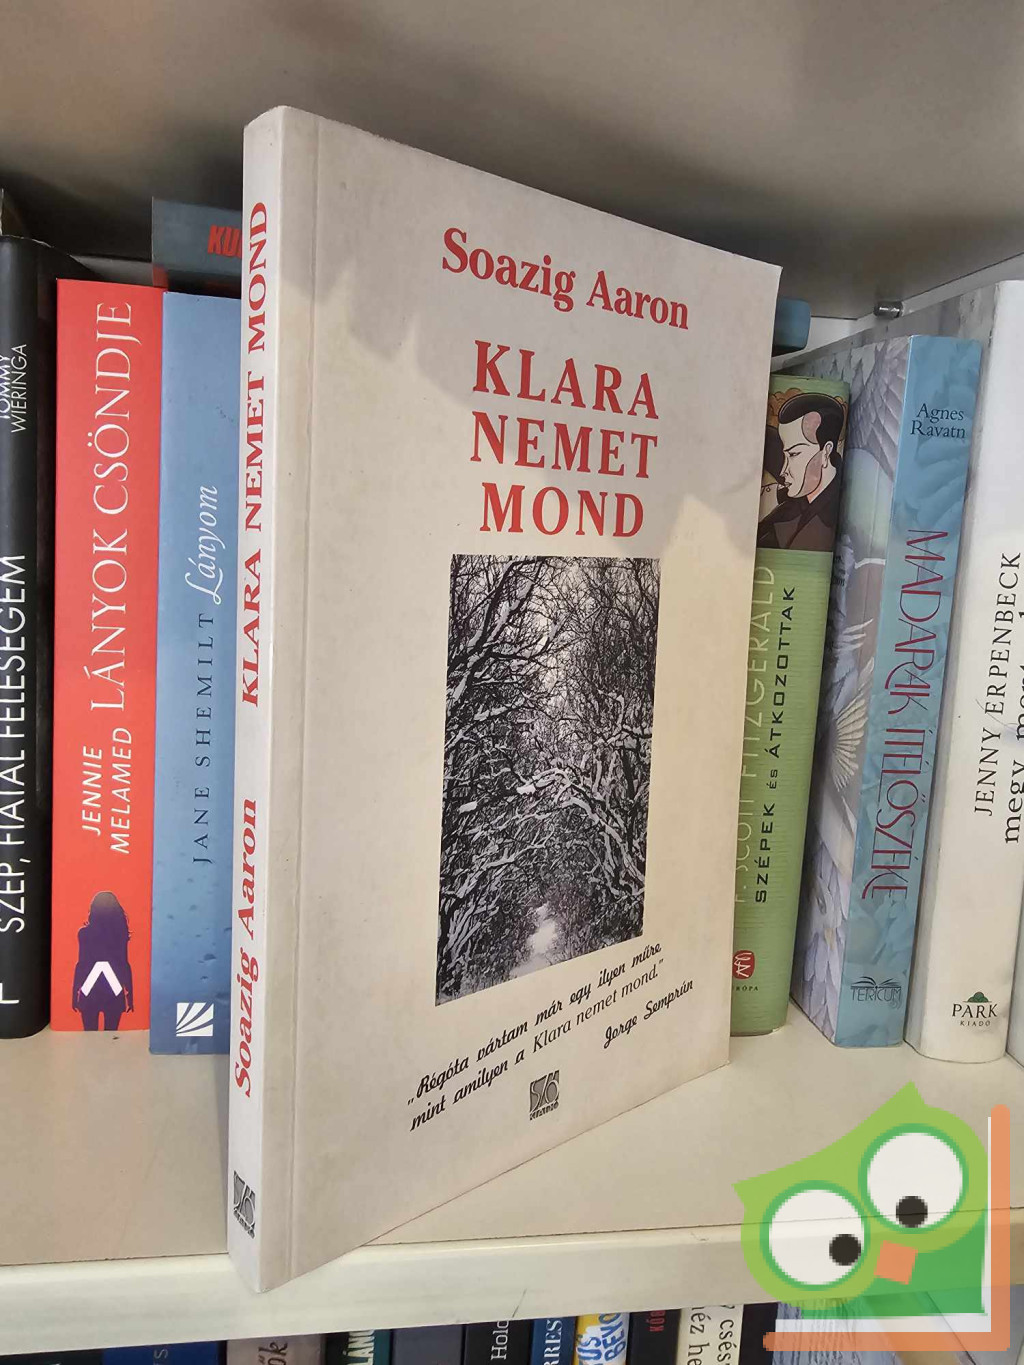 Soazig Aaron
KLARA
NEMET
MOND
„Régóta vártam már egy ilyen műre
mint amilyen a Klara nemet mond.”
Jorge Semprún
Soazig Aaron KLARA NEMET MOND
TOMMY
WIERINGA
SZÉP, FIATAL FELESÉGEM
JENNIE
MELAMED
LÁNYOK CSÖNDJE
JANE SHEMILT Lányom
F. SCOTT FITZGERALD
SZÉPEK ÉS ÁTKOZOTTAK
Agnes
Ravatn
MADARAK ÍTÉLŐSZÉKE
TERICUM
JENNY ERPENBECK
PARK
KIADÓ